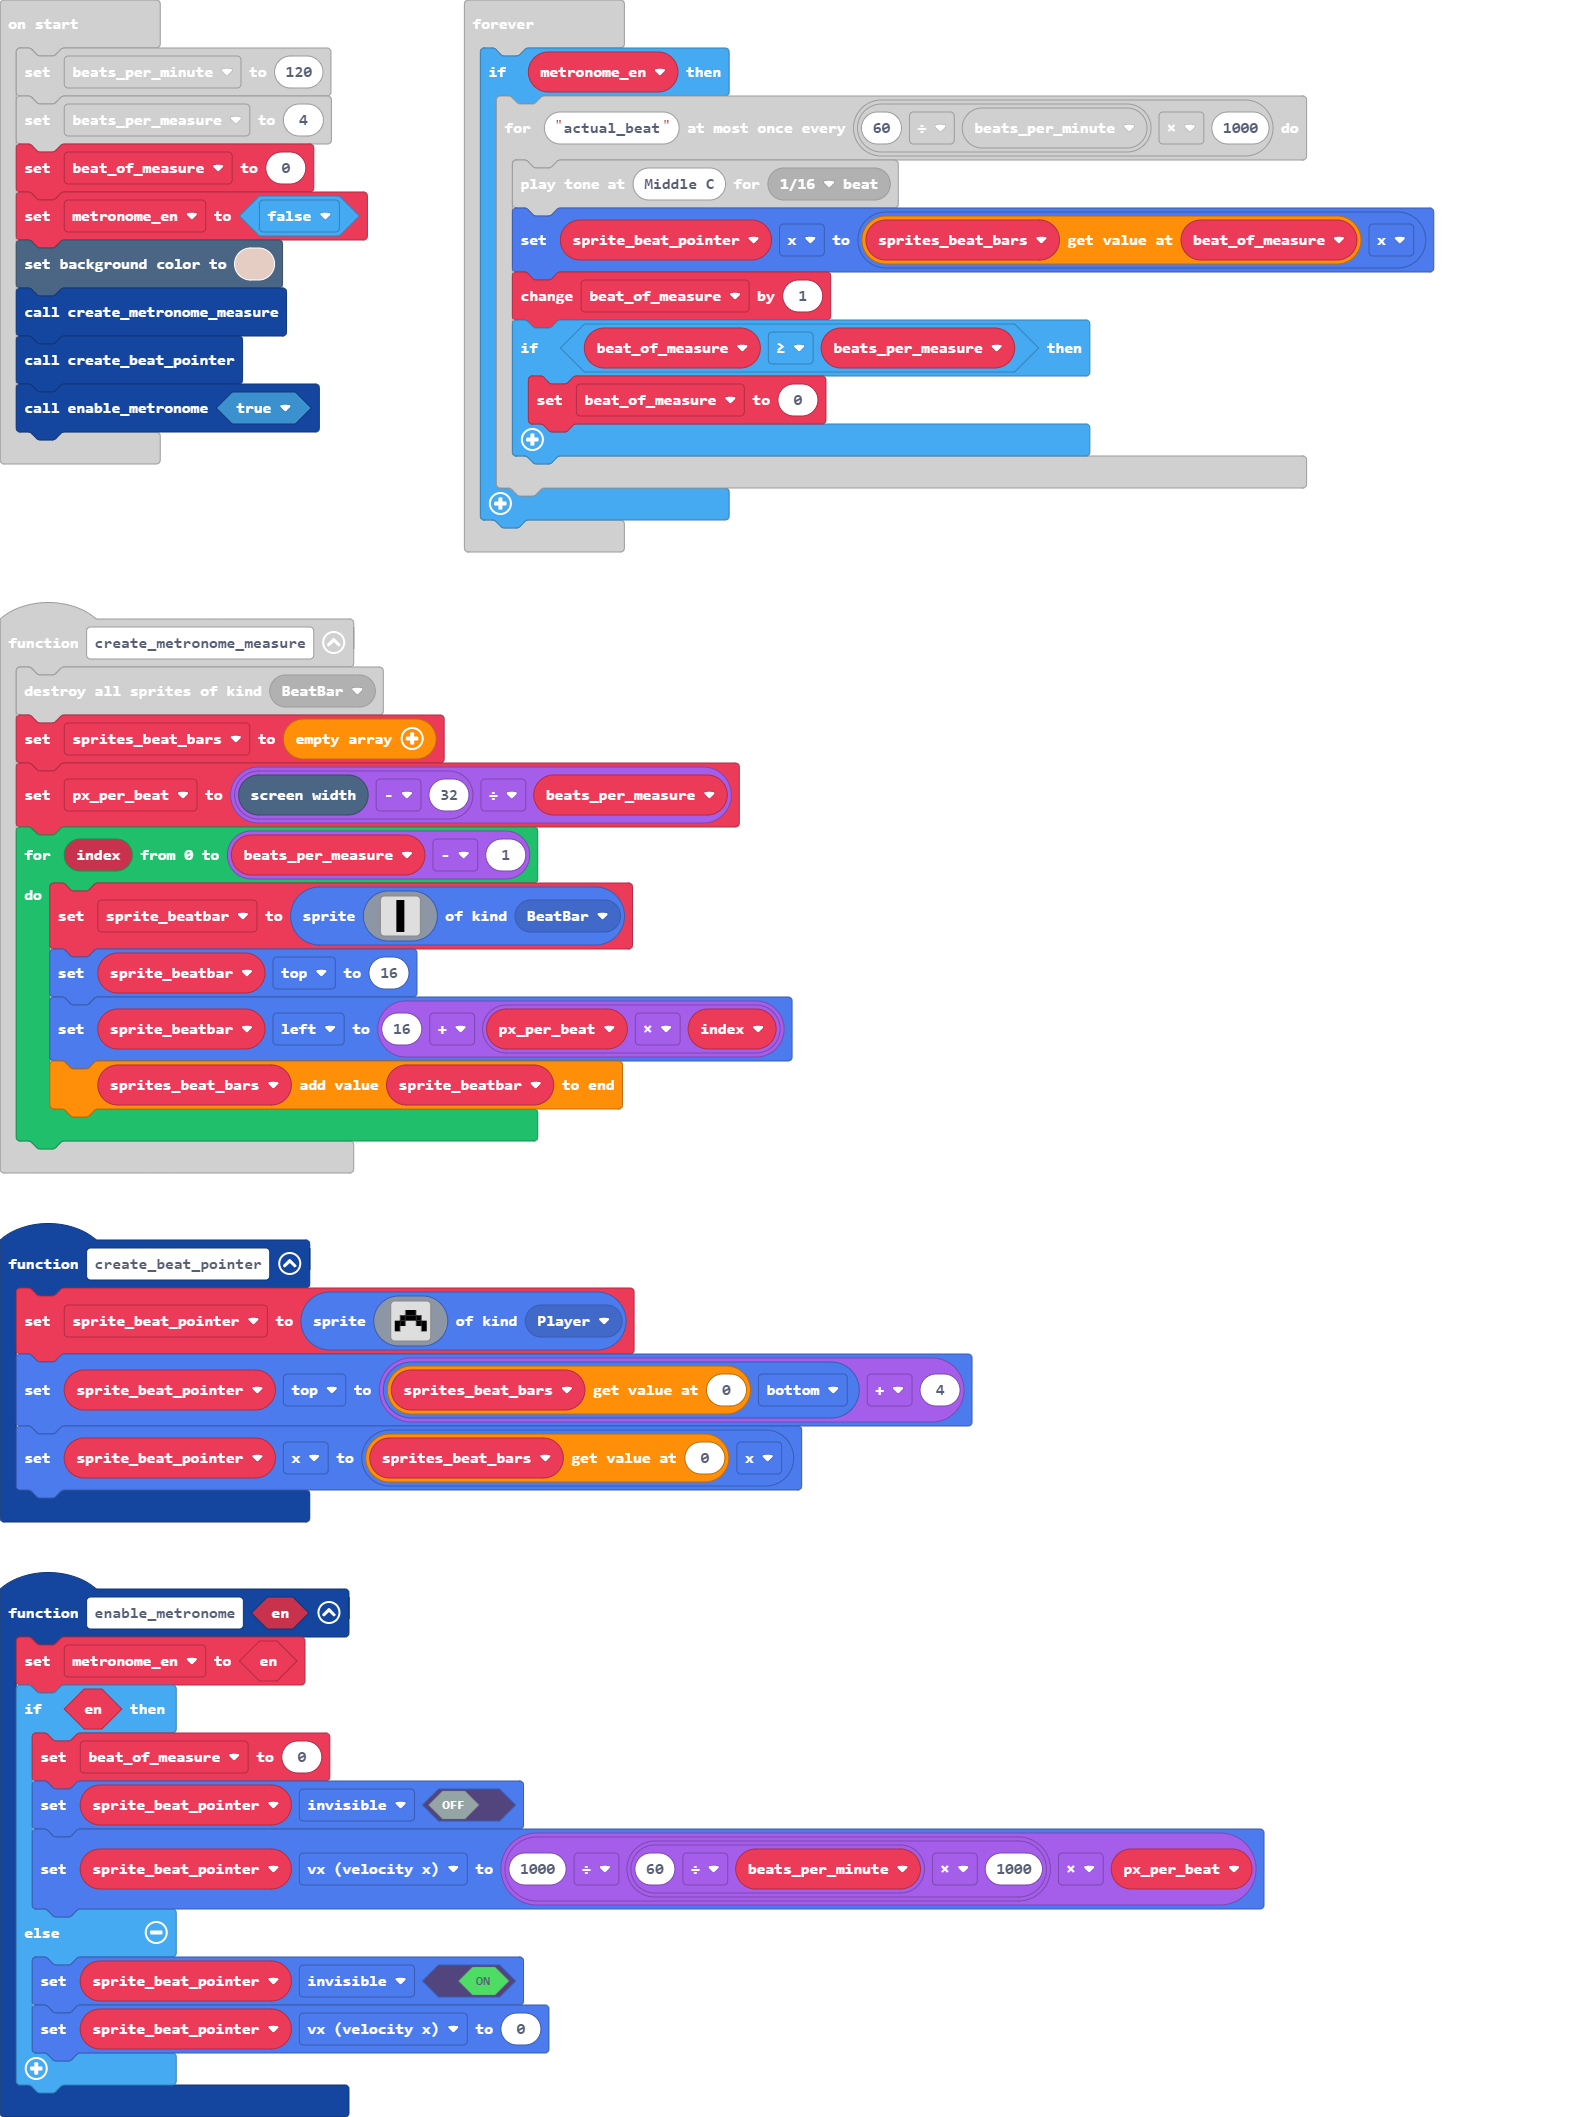 on start
set beats_per_minute to 120
set beats_per_measure to 4
set beat_of_measure to 0
set metronome_en to false
set background color to
call create_metronome_measure
call create_beat_pointer
call enable_metronome true
forever
if metronome_en then
for "actual_beat" at most once every 60 ÷ beats_per_minute × 1000 do
play tone at Middle C for 1/16 beat
set sprite_beat_pointer x to sprites_beat_bars get value at beat_of_measure x
change beat_of_measure by 1
if beat_of_measure ≥ beats_per_measure then
set beat_of_measure to 0
function create_metronome_measure
destroy all sprites of kind BeatBar
set sprites_beat_bars to empty array
set px_per_beat to screen width - 32 ÷ beats_per_measure
for index from 0 to beats_per_measure - 1
do
set sprite_beatbar to sprite of kind BeatBar
set sprite_beatbar top to 16
set sprite_beatbar left to 16 + px_per_beat × index
sprites_beat_bars add value sprite_beatbar to end
function create_beat_pointer
set sprite_beat_pointer to sprite of kind Player
set sprite_beat_pointer top to sprites_beat_bars get value at 0 bottom + 4
set sprite_beat_pointer x to sprites_beat_bars get value at 0 x
function enable_metronome en
set metronome_en to en
if en then
set beat_of_measure to 0
set sprite_beat_pointer invisible OFF
set sprite_beat_pointer vx (velocity x) to 1000 ÷ 60 ÷ beats_per_minute × 1000 × px_per_beat
else
set sprite_beat_pointer invisible ON
set sprite_beat_pointer vx (velocity x) to 0